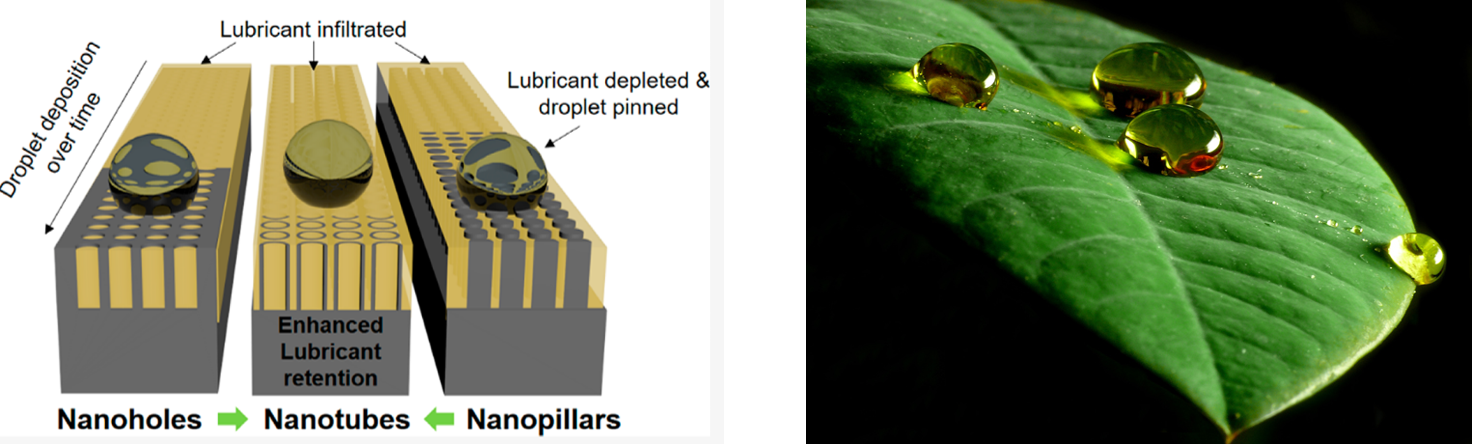 Lubricant infiltrated
Droplet deposition
over time
Lubricant depleted &
droplet pinned
Enhanced
Lubricant
retention
Nanoholes
Nanotubes
Nanopillars